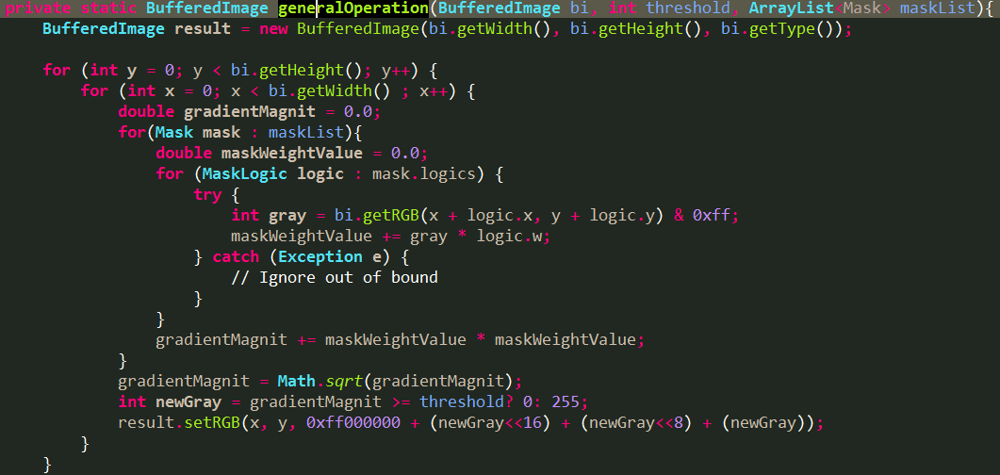 private static BufferedImage generalOperation(BufferedImage bi, int threshold, ArrayList<Mask> maskList){
    BufferedImage result = new BufferedImage(bi.getWidth(), bi.getHeight(), bi.getType());

    for (int y = 0; y < bi.getHeight(); y++) {
        for (int x = 0; x < bi.getWidth() ; x++) {
            double gradientMagnit = 0.0;
            for(Mask mask : maskList){
                double maskWeightValue = 0.0;
                for (MaskLogic logic : mask.logics) {
                    try {
                        int gray = bi.getRGB(x + logic.x, y + logic.y) & 0xff;
                        maskWeightValue += gray * logic.w;
                    } catch (Exception e) {
                        // Ignore out of bound
                    }
                }
                gradientMagnit += maskWeightValue * maskWeightValue;
            }
            gradientMagnit = Math.sqrt(gradientMagnit);
            int newGray = gradientMagnit >= threshold? 0: 255;
            result.setRGB(x, y, 0xff000000 + (newGray<<16) + (newGray<<8) + (newGray));
        }
    }